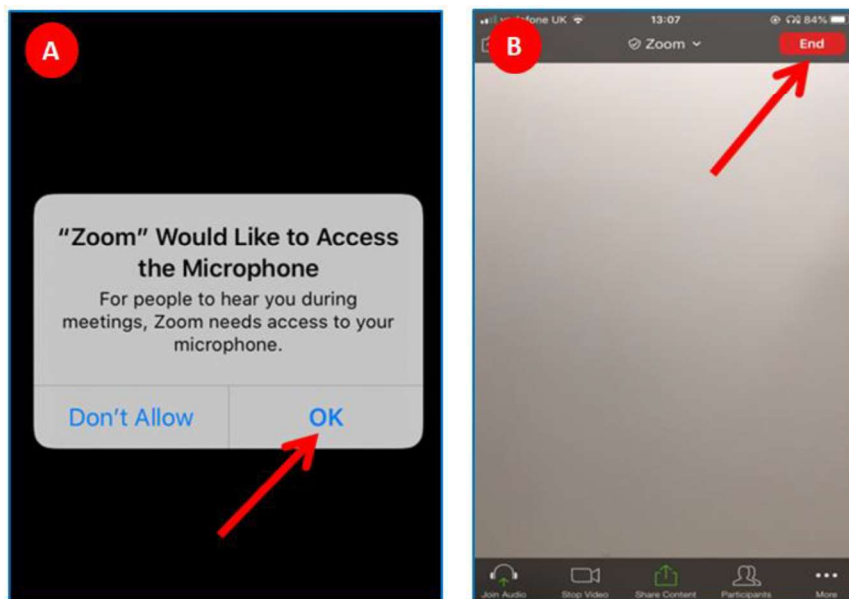 A
"Zoom" Would Like to Access
the Microphone
For people to hear you during
meetings, Zoom needs access to your
microphone.
Don't Allow
OK
B
UK
13:07
84%
Zoom
End
Join Audio
Stop Video
Share Content
Participants
More